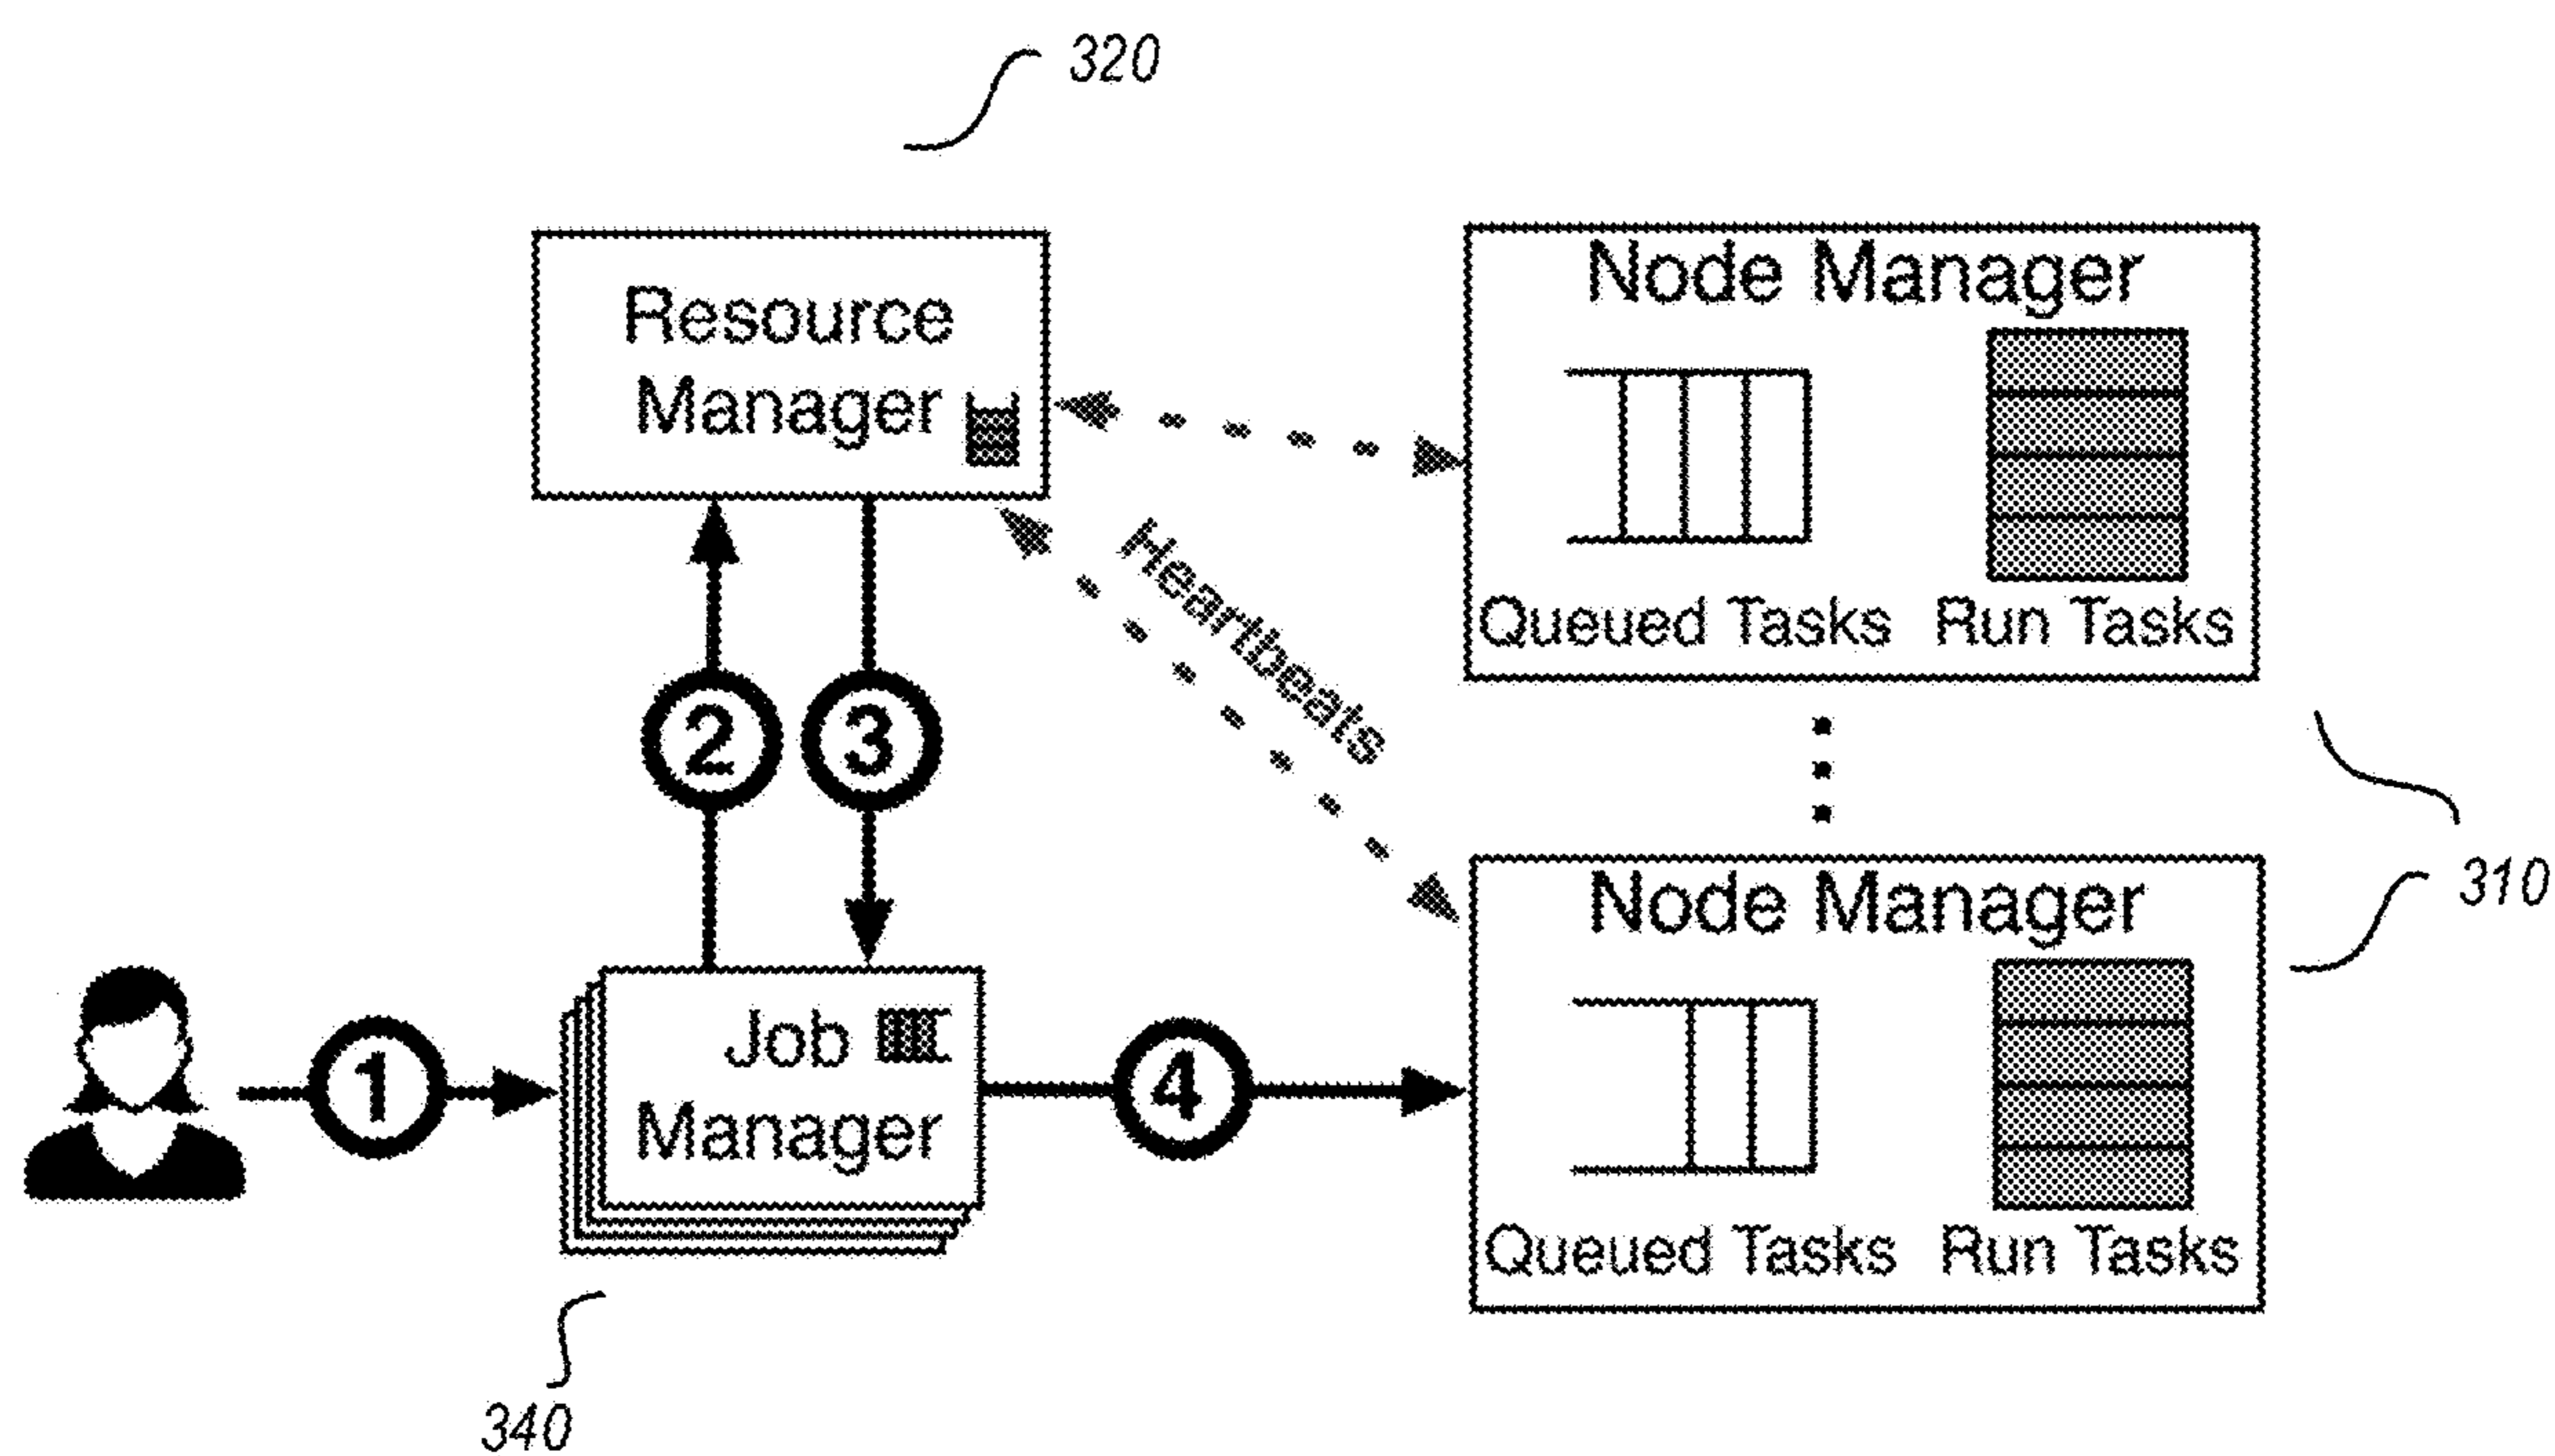 320
Resource
Manager
Node Manager
Queued Tasks Run Tasks
Heartbeats
2
3
310
Node Manager
Queued Tasks Run Tasks
1
Job
Manager
4
340